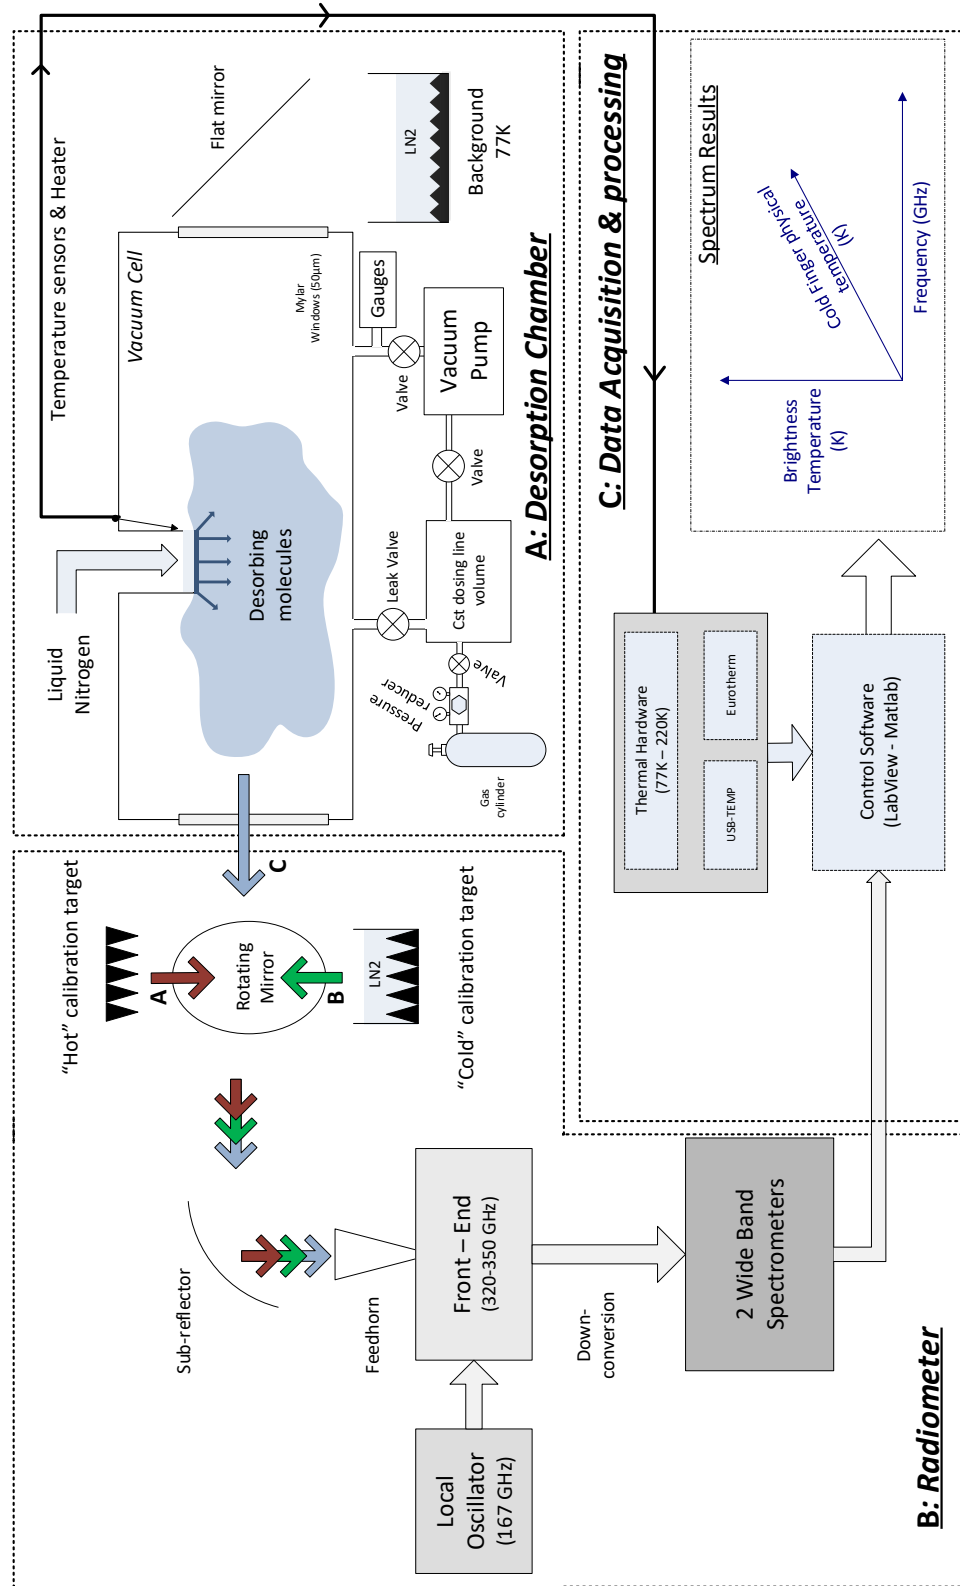 Temperature sensors & Heater
Liquid
Nitrogen
Vacuum Cell
Flat mirror
Desorbing
molecules
Mylar
Windows (50µm)
LN2
Background
77K
Gauges
Valve
Vacuum
Pump
Valve
Leak Valve
Cst dosing line
volume
Valve
Pressure
reducer
Gas
cylinder
A: Desorption Chamber
"Hot" calibration target
A
Rotating
Mirror
B
C
LN2
"Cold" calibration target
Sub-reflector
Feedhorn
Front – End
(320-350 GHz)
Local
Oscillator
(167 GHz)
Down-
conversion
2 Wide Band
Spectrometers
B: Radiometer
C: Data Acquisition & processing
Thermal Hardware
(77K – 220K)
USB-TEMP
Eurotherm
Control Software
(LabView - Matlab)
Spectrum Results
Brightness
Temperature
(K)
Cold Finger physical
temperature
(K)
Frequency (GHz)